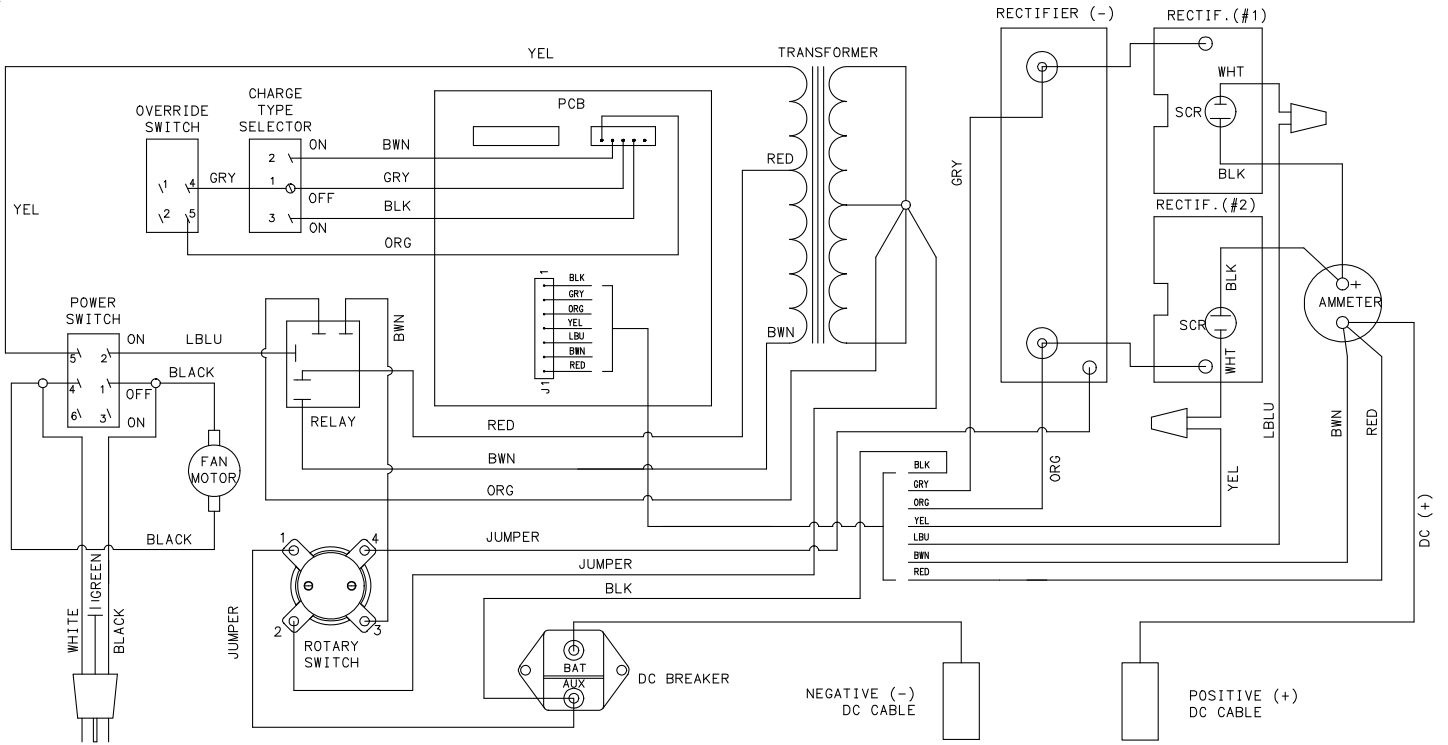 RECTIFIER (-)
RECTIF.(#1)
YEL
TRANSFORMER
WHT
CHARGE
TYPE
SELECTOR
OVERRIDE
SWITCH
PCB
SCR
ON
BWN
2
RED
GRY
BLK
1
4
GRY
1
GRY
OFF
BLK
RECTIF.(#2)
YEL
2
5
3
ON
ORG
BLK
1
BLK
GRY
ORG
YEL
LBU
BWN
RED
J1
POWER
SWITCH
ON
LBLU
BWN
BWN
+
AMMETER
SCR
WHT
5
2
BLACK
4
1
OFF
6
3
ON
RELAY
RED
LBLU
BWN
RED
FAN
MOTOR
BWN
ORG
BLK
GRY
ORG
YEL
LBU
BWN
RED
ORG
YEL
DC (+)
BLACK
1
4
JUMPER
JUMPER
GREEN
BLK
WHITE
BLACK
JUMPER
2
3
ROTARY
SWITCH
BAT
AUX
DC BREAKER
NEGATIVE (-)
DC CABLE
POSITIVE (+)
DC CABLE